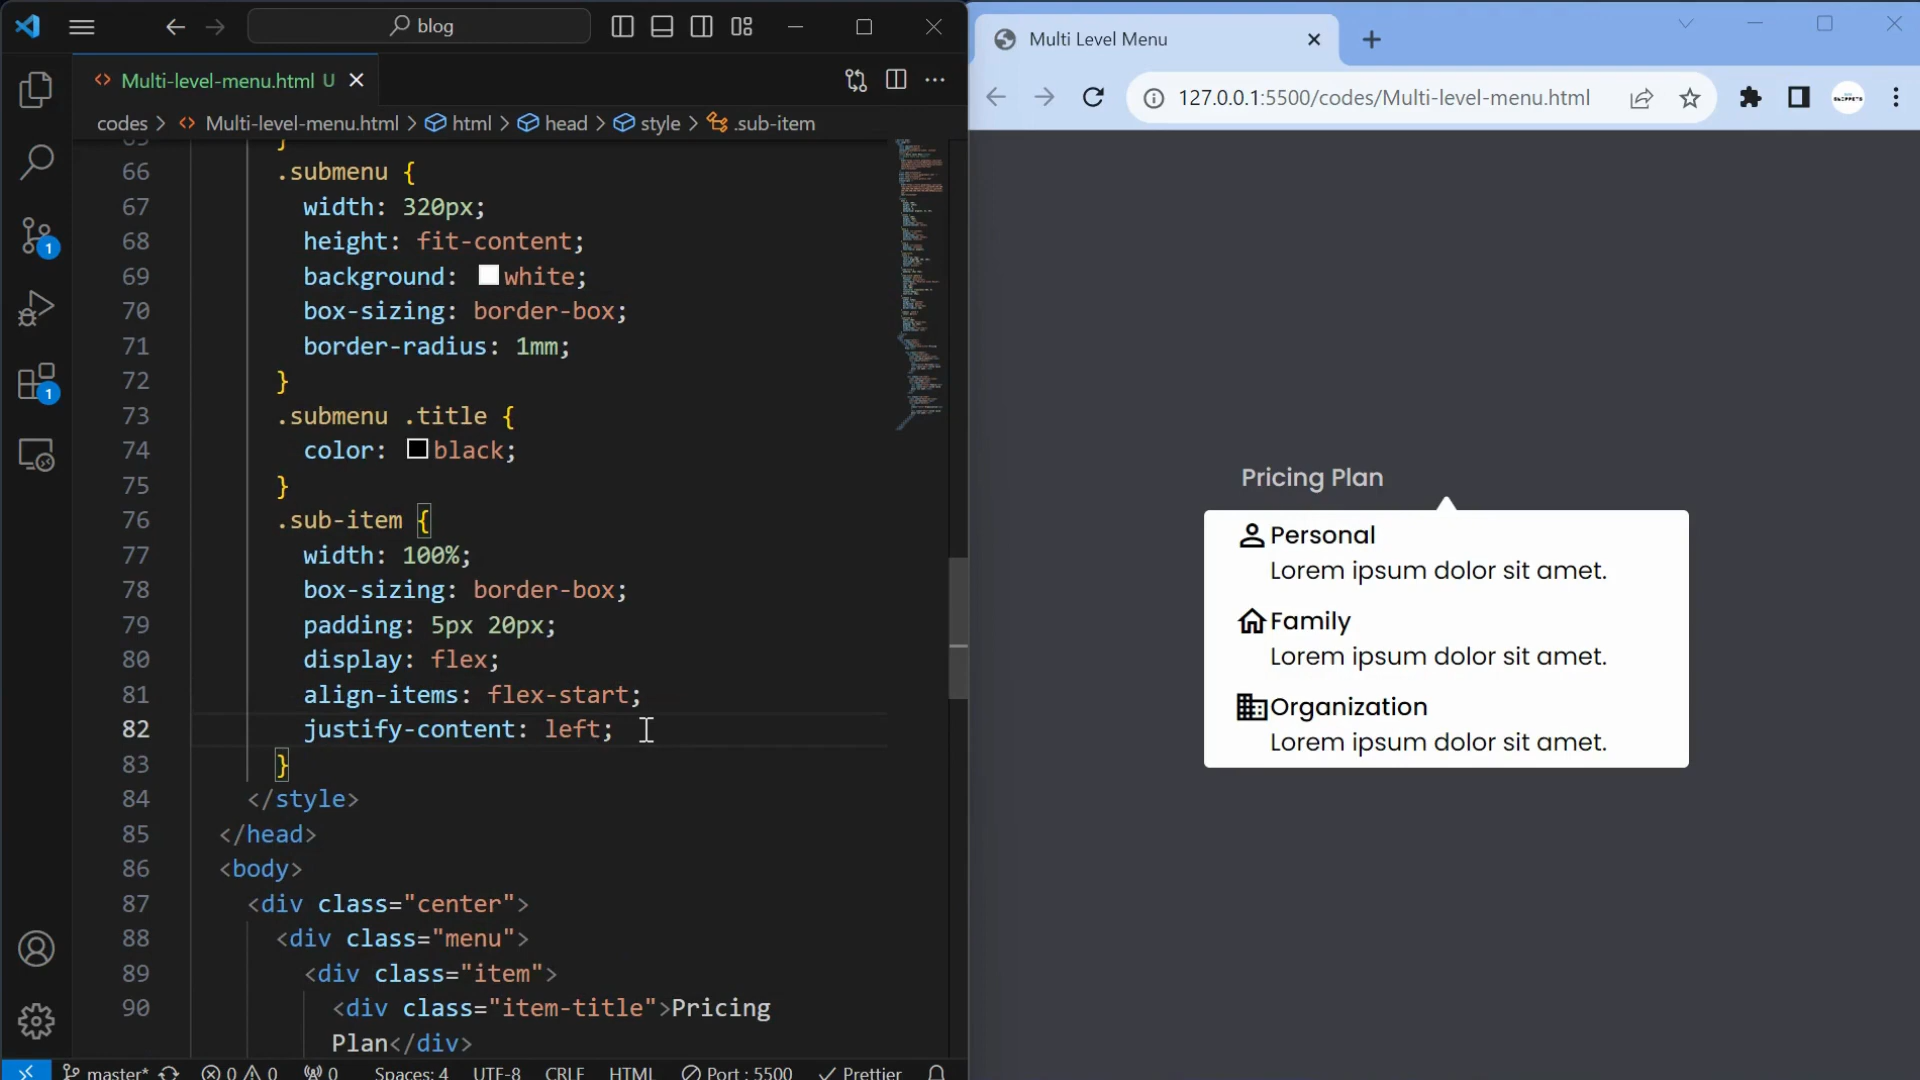 blog
Multi-level-menu.html U
codes > Multi-level-menu.html > html > head > style > .sub-item
65 }
66 .submenu {
67 width: 320px;
68 height: fit-content;
69 background: white;
70 box-sizing: border-box;
71 border-radius: 1mm;
72 }
73 .submenu .title {
74 color: black;
75 }
76 .sub-item {
77 width: 100%;
78 box-sizing: border-box;
79 padding: 5px 20px;
80 display: flex;
81 align-items: flex-start;
82 justify-content: left;
83 }
84 </style>
85 </head>
86 <body>
87 <div class="center">
88 <div class="menu">
89 <div class="item">
90 <div class="item-title">Pricing
Plan</div>
1
1
master* 0 0 0 Spaces: 4 UTF-8 CRLF HTML Port : 5500 Prettier
Multi Level Menu
127.0.0.1:5500/codes/Multi-level-menu.html
Pricing Plan
Personal
Lorem ipsum dolor sit amet.
Family
Lorem ipsum dolor sit amet.
Organization
Lorem ipsum dolor sit amet.